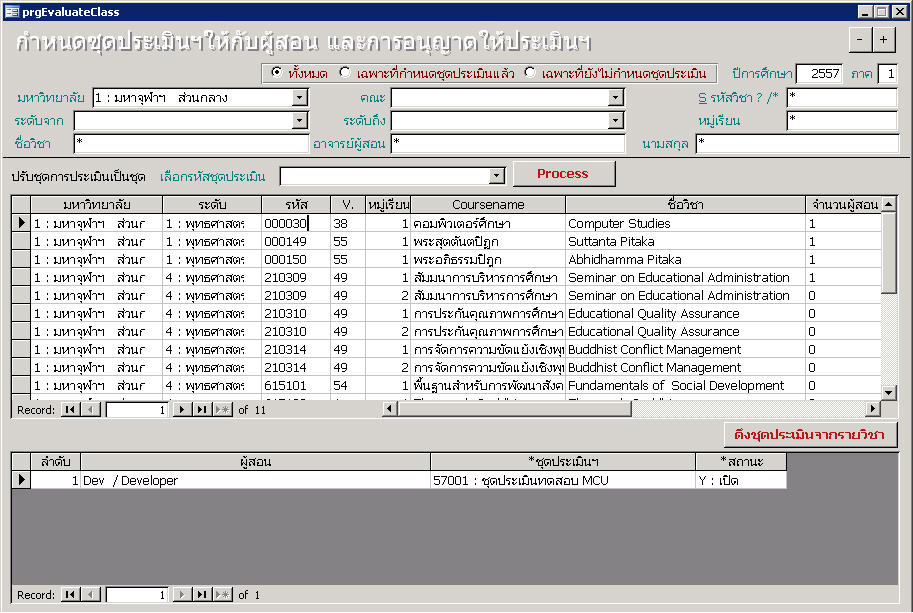 prgEvaluateClass
กำหนดชุดประเมินฯให้กับผู้สอน และการอนุญาตให้ประเมินฯ - +
ทั้งหมด เฉพาะที่กำหนดชุดประเมินแล้ว เฉพาะที่ยังไม่กำหนดชุดประเมิน ปีการศึกษา 2557 ภาค 1
มหาวิทยาลัย 1 : มหาจุฬาฯ ส่วนกลาง คณะ S รหัสวิชา ? /* *
ระดับจาก ระดับถึง หมู่เรียน *
ชื่อวิชา * อาจารย์ผู้สอน * นามสกุล *
ปรับชุดการประเมินเป็นชุด เลือกรหัสชุดประเมิน Process
มหาวิทยาลัย ระดับ รหัส V. หมู่เรียน Coursename ชื่อวิชา จำนวนผู้สอน
1 : มหาจุฬาฯ ส่วนก 1 : พุทธศาสตร 000030 38 1 คอมพิวเตอร์ศึกษา Computer Studies 1
1 : มหาจุฬาฯ ส่วนก 1 : พุทธศาสตร 000149 55 1 พระสุตตันตปิฎก Suttanta Pitaka 1
1 : มหาจุฬาฯ ส่วนก 1 : พุทธศาสตร 000150 55 1 พระอภิธรรมปิฎก Abhidhamma Pitaka 1
1 : มหาจุฬาฯ ส่วนก 4 : พุทธศาสตร 210309 49 1 สัมมนาการบริหารการศึกษา Seminar on Educational Administration 1
1 : มหาจุฬาฯ ส่วนก 4 : พุทธศาสตร 210309 49 2 สัมมนาการบริหารการศึกษา Seminar on Educational Administration 0
1 : มหาจุฬาฯ ส่วนก 4 : พุทธศาสตร 210310 49 1 การประกันคุณภาพการศึกษา Educational Quality Assurance 0
1 : มหาจุฬาฯ ส่วนก 4 : พุทธศาสตร 210310 49 2 การประกันคุณภาพการศึกษา Educational Quality Assurance 0
1 : มหาจุฬาฯ ส่วนก 4 : พุทธศาสตร 210314 49 1 การจัดการความขัดแย้งเชิงพุท Buddhist Conflict Management 0
1 : มหาจุฬาฯ ส่วนก 4 : พุทธศาสตร 210314 49 2 การจัดการความขัดแย้งเชิงพุท Buddhist Conflict Management 0
1 : มหาจุฬาฯ ส่วนก 4 : พุทธศาสตร 615101 54 1 พื้นฐานสำหรับการพัฒนาสังค Fundamentals of Social Development 0
Record: 1 of 11
ดึงชุดประเมินจากรายวิชา
ลำดับ ผู้สอน *ชุดประเมินฯ *สถานะ
1 Dev / Developer 57001 : ชุดประเมินทดสอบ MCU Y : เปิด
Record: 1 of 1